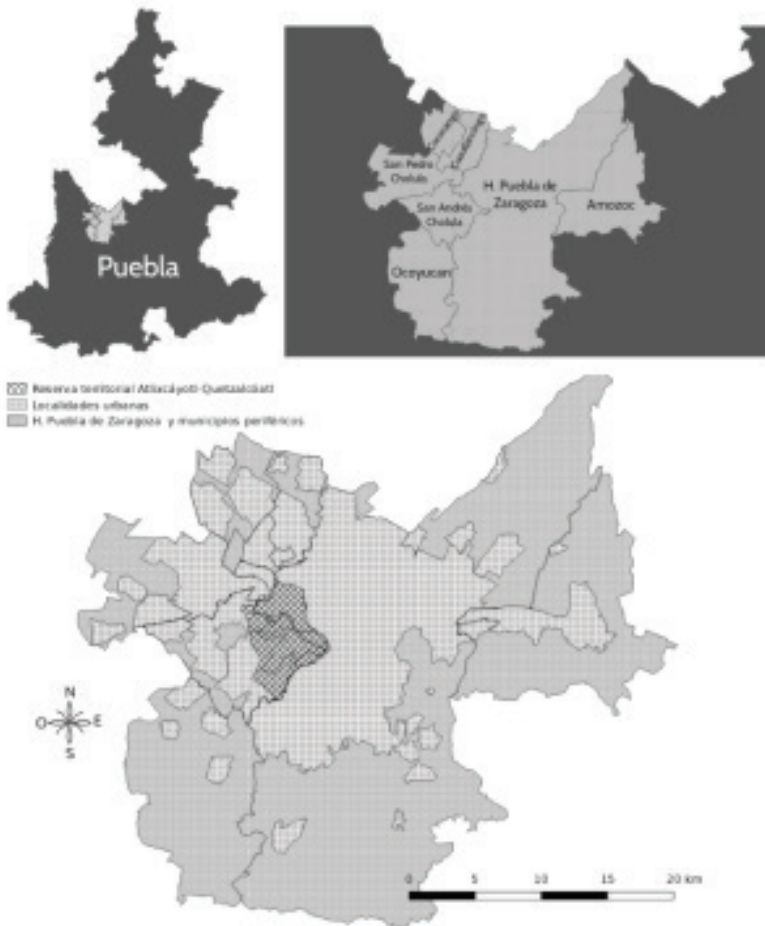 Puebla
San Pedro
Cholula
San Andrés
Cholula
H. Puebla de
Zaragoza
Amozoc
Ocoyucan
Reserva territorial Atlixcáyotl-Quetzalcóatl
Localidades urbanas
H. Puebla de Zaragoza y municipios periféricos
N
O E
S
0 5 10 15 20 km